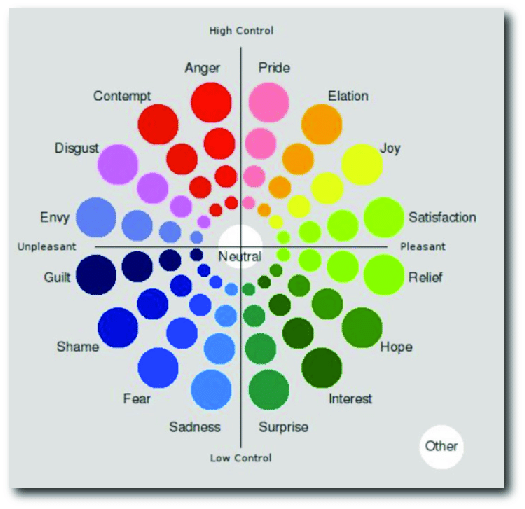 High Control
Anger
Pride
Contempt
Elation
Disgust
Joy
Envy
Satisfaction
Unpleasant
Neutral
Pleasant
Guilt
Relief
Shame
Hope
Fear
Interest
Sadness
Surprise
Other
Low Control